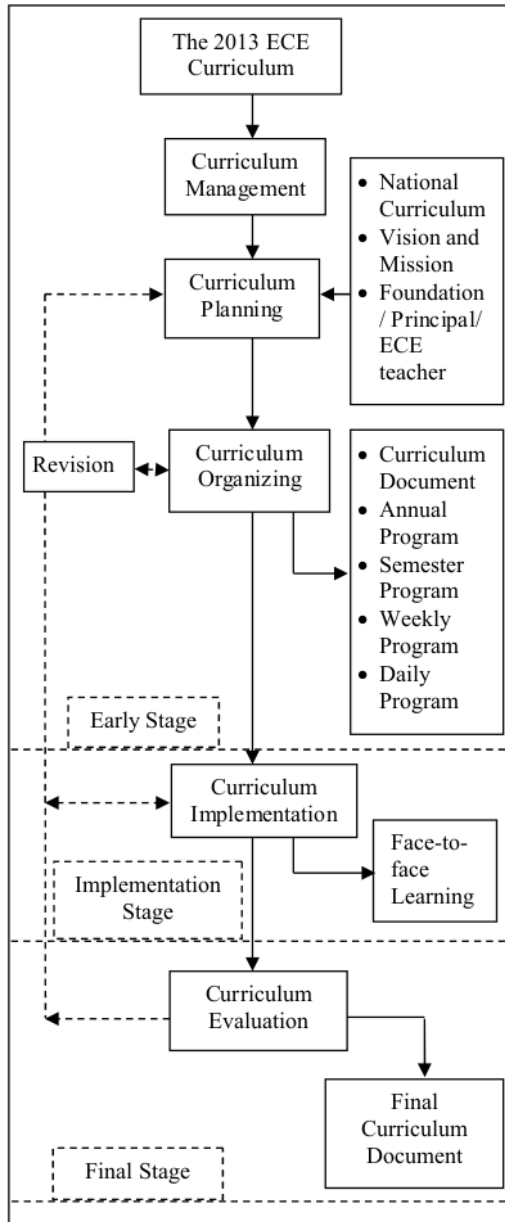 The 2013 ECE
Curriculum
Curriculum
Management
• National
Curriculum
• Vision and
Mission
• Foundation
/ Principal/
ECE
teacher
Curriculum
Planning
Revision
Curriculum
Organizing
• Curriculum
Document
• Annual
Program
• Semester
Program
• Weekly
Program
• Daily
Program
Early Stage
Curriculum
Implementation
Face-to-
face
Learning
Implementation
Stage
Curriculum
Evaluation
Final
Curriculum
Document
Final Stage